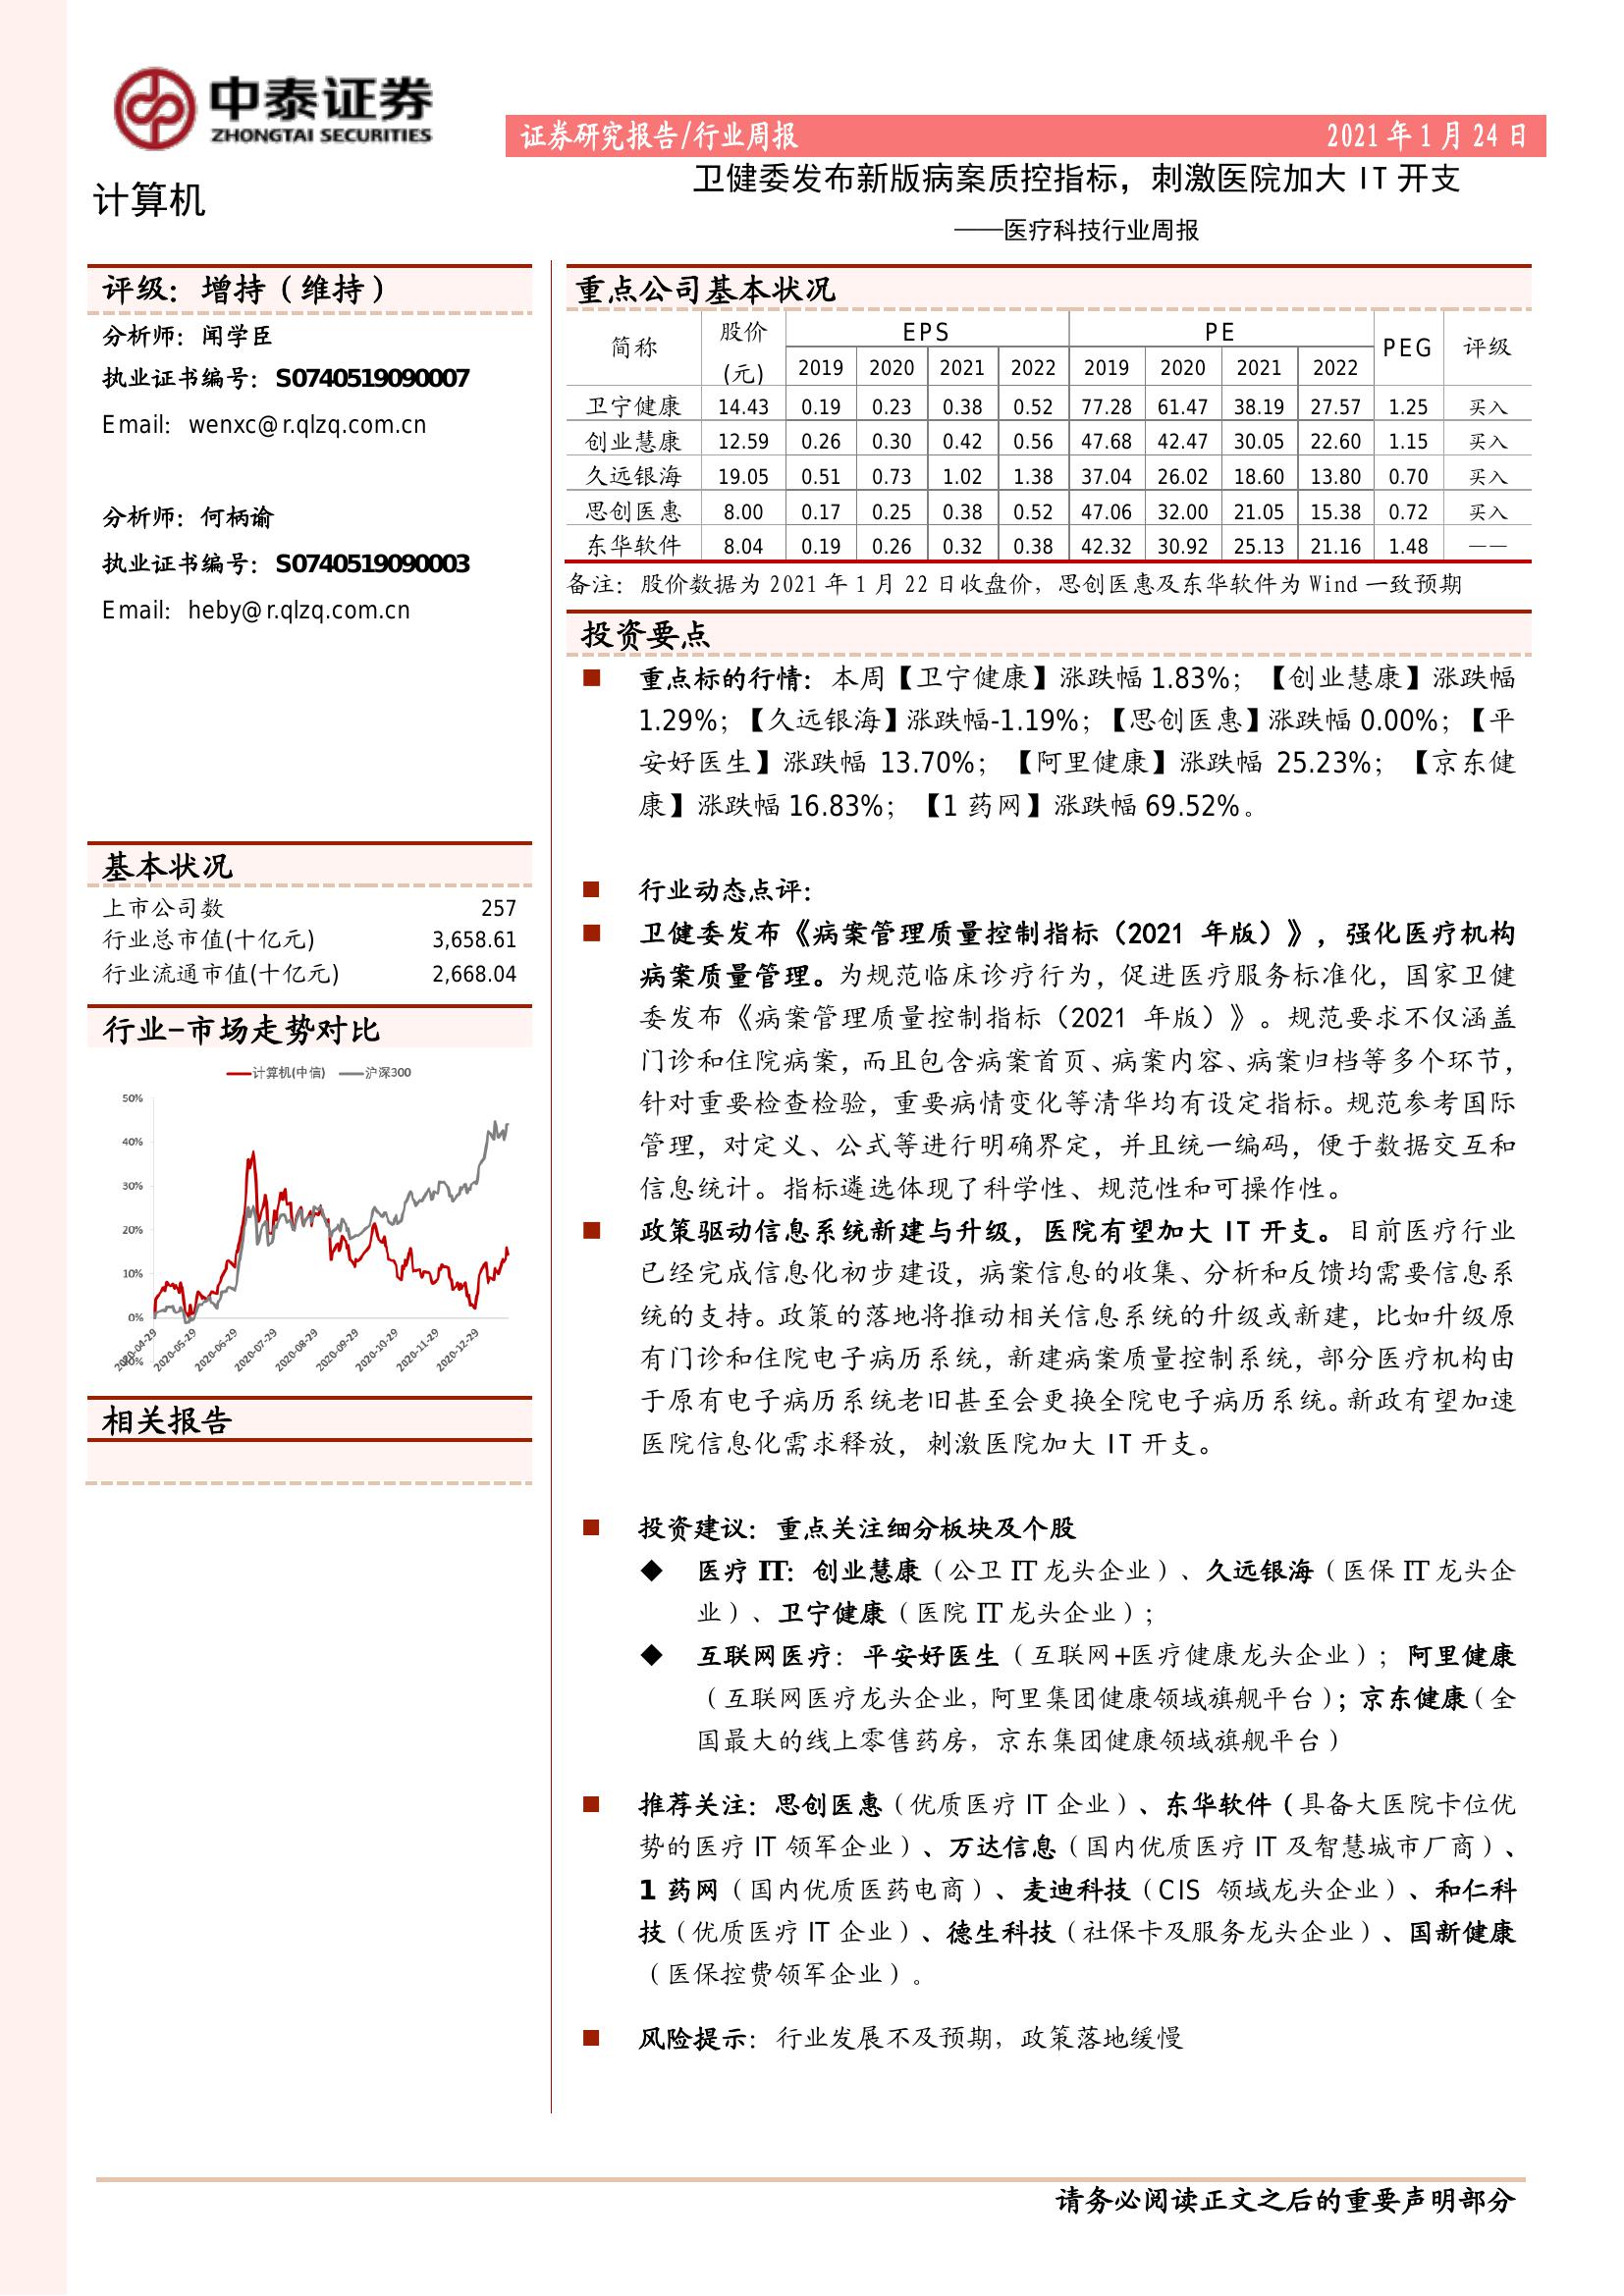 中泰证券
ZHONGTAI SECURITIES
证券研究报告/行业周报 2021 年 1 月 24 日
计算机
卫健委发布新版病案质控指标，刺激医院加大 IT 开支
——医疗科技行业周报
评级：增持（维持）
分析师：闻学臣
执业证书编号：S0740519090007
Email：wenxc@r.qlzq.com.cn
分析师：何柄谕
执业证书编号：S0740519090003
Email：heby@r.qlzq.com.cn
基本状况
上市公司数 257
行业总市值(十亿元) 3,658.61
行业流通市值(十亿元) 2,668.04
行业-市场走势对比
计算机(中信) 沪深300
50%
40%
30%
20%
10%
0%
-10%
2020-04-29 2020-05-29 2020-06-29 2020-07-29 2020-08-29 2020-09-29 2020-10-29 2020-11-29 2020-12-29
相关报告
重点公司基本状况
简称 股价(元) EPS PE PEG 评级
2019 2020 2021 2022 2019 2020 2021 2022
卫宁健康 14.43 0.19 0.23 0.38 0.52 77.28 61.47 38.19 27.57 1.25 买入
创业慧康 12.59 0.26 0.30 0.42 0.56 47.68 42.47 30.05 22.60 1.15 买入
久远银海 19.05 0.51 0.73 1.02 1.38 37.04 26.02 18.60 13.80 0.70 买入
思创医惠 8.00 0.17 0.25 0.38 0.52 47.06 32.00 21.05 15.38 0.72 买入
东华软件 8.04 0.19 0.26 0.32 0.38 42.32 30.92 25.13 21.16 1.48 ——
备注：股价数据为 2021 年 1 月 22 日收盘价，思创医惠及东华软件为 Wind 一致预期
投资要点
■ 重点标的行情：本周【卫宁健康】涨跌幅 1.83%；【创业慧康】涨跌幅
1.29%；【久远银海】涨跌幅-1.19%；【思创医惠】涨跌幅 0.00%；【平
安好医生】涨跌幅 13.70%；【阿里健康】涨跌幅 25.23%；【京东健
康】涨跌幅 16.83%；【1 药网】涨跌幅 69.52%。
■ 行业动态点评：
■ 卫健委发布《病案管理质量控制指标（2021 年版）》，强化医疗机构
病案质量管理。为规范临床诊疗行为，促进医疗服务标准化，国家卫健
委发布《病案管理质量控制指标（2021 年版）》。规范要求不仅涵盖
门诊和住院病案，而且包含病案首页、病案内容、病案归档等多个环节，
针对重要检查检验，重要病情变化等清华均有设定指标。规范参考国际
管理，对定义、公式等进行明确界定，并且统一编码，便于数据交互和
信息统计。指标遴选体现了科学性、规范性和可操作性。
■ 政策驱动信息系统新建与升级，医院有望加大 IT 开支。目前医疗行业
已经完成信息化初步建设，病案信息的收集、分析和反馈均需要信息系
统的支持。政策的落地将推动相关信息系统的升级或新建，比如升级原
有门诊和住院电子病历系统，新建病案质量控制系统，部分医疗机构由
于原有电子病历系统老旧甚至会更换全院电子病历系统。新政有望加速
医院信息化需求释放，刺激医院加大 IT 开支。
■ 投资建议：重点关注细分板块及个股
◆ 医疗 IT：创业慧康（公卫 IT 龙头企业）、久远银海（医保 IT 龙头企
业）、卫宁健康（医院 IT 龙头企业）；
◆ 互联网医疗：平安好医生（互联网+医疗健康龙头企业）；阿里健康
（互联网医疗龙头企业，阿里集团健康领域旗舰平台）；京东健康（全
国最大的线上零售药房，京东集团健康领域旗舰平台）
■ 推荐关注：思创医惠（优质医疗 IT 企业）、东华软件（具备大医院卡位优
势的医疗 IT 领军企业）、万达信息（国内优质医疗 IT 及智慧城市厂商）、
1 药网（国内优质医药电商）、麦迪科技（CIS 领域龙头企业）、和仁科
技（优质医疗 IT 企业）、德生科技（社保卡及服务龙头企业）、国新健康
（医保控费领军企业）。
■ 风险提示：行业发展不及预期，政策落地缓慢
请务必阅读正文之后的重要声明部分